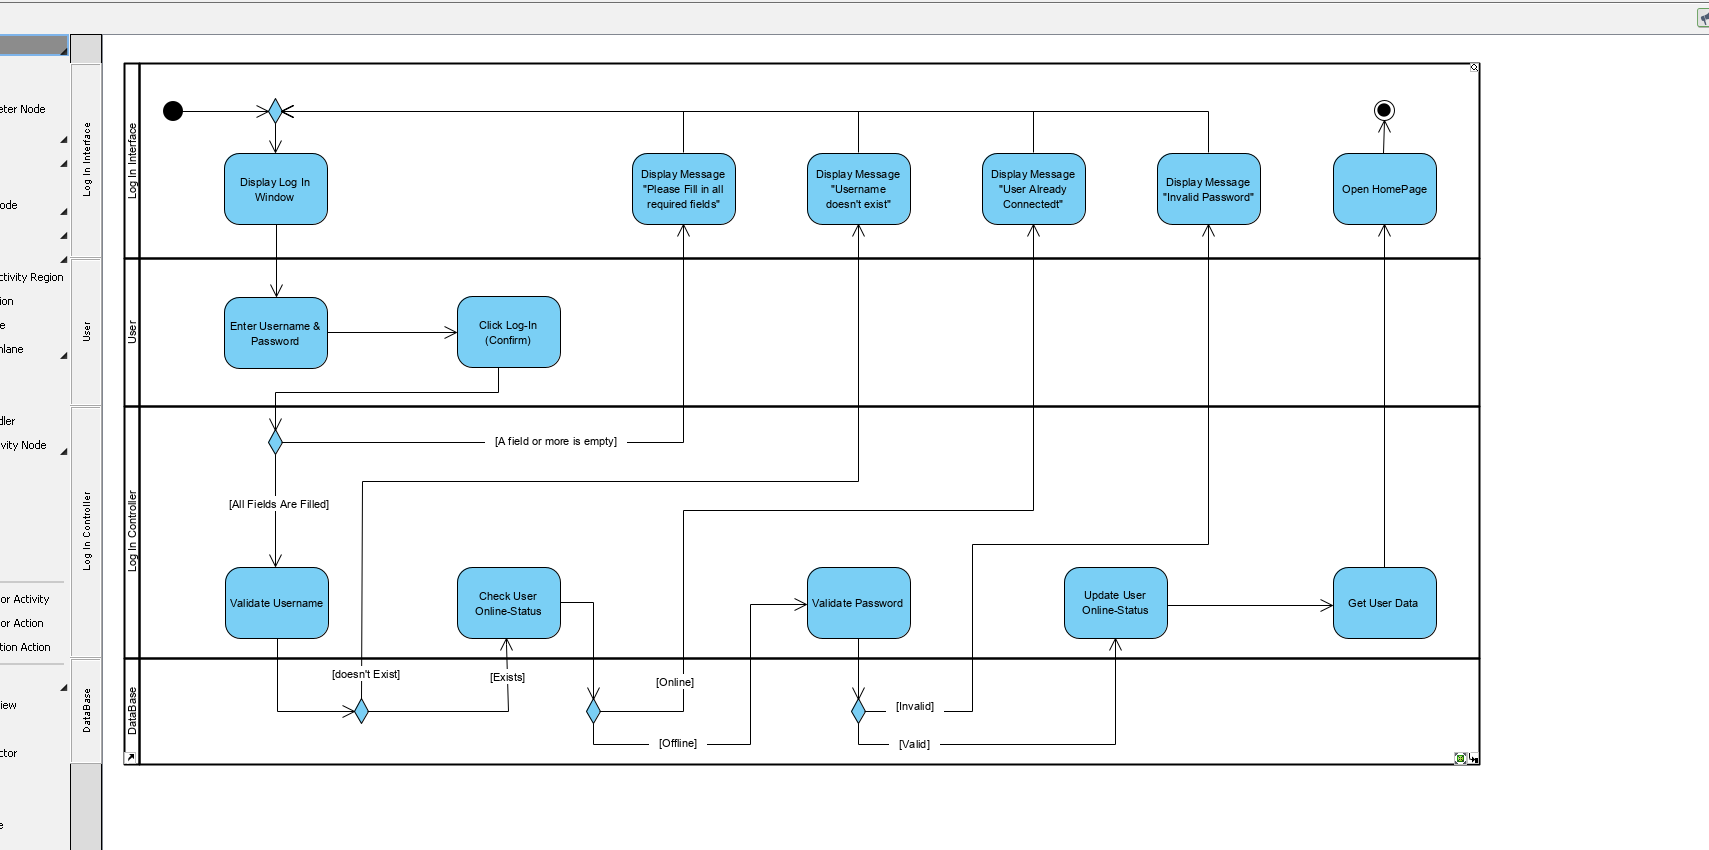 eter Node
ode
ctivity Region
ion
e
nlane
dler
vity Node
or Activity
or Action
tion Action
iew
ctor
e
Log In Interface
User
Log In Controller
DataBase
Log In Interface
Display Log In
Window
Display Message
"Please Fill in all
required fields"
Display Message
"Username
doesn't exist"
Display Message
"User Already
Connectedt"
Display Message
"Invalid Password"
Open HomePage
User
Enter Username &
Password
Click Log-In
(Confirm)
Log In Controller
[A field or more is empty]
[All Fields Are Filled]
Validate Username
Check User
Online-Status
Validate Password
Update User
Online-Status
Get User Data
DataBase
[doesn't Exist]
[Exists]
[Online]
[Offline]
[Invalid]
[Valid]